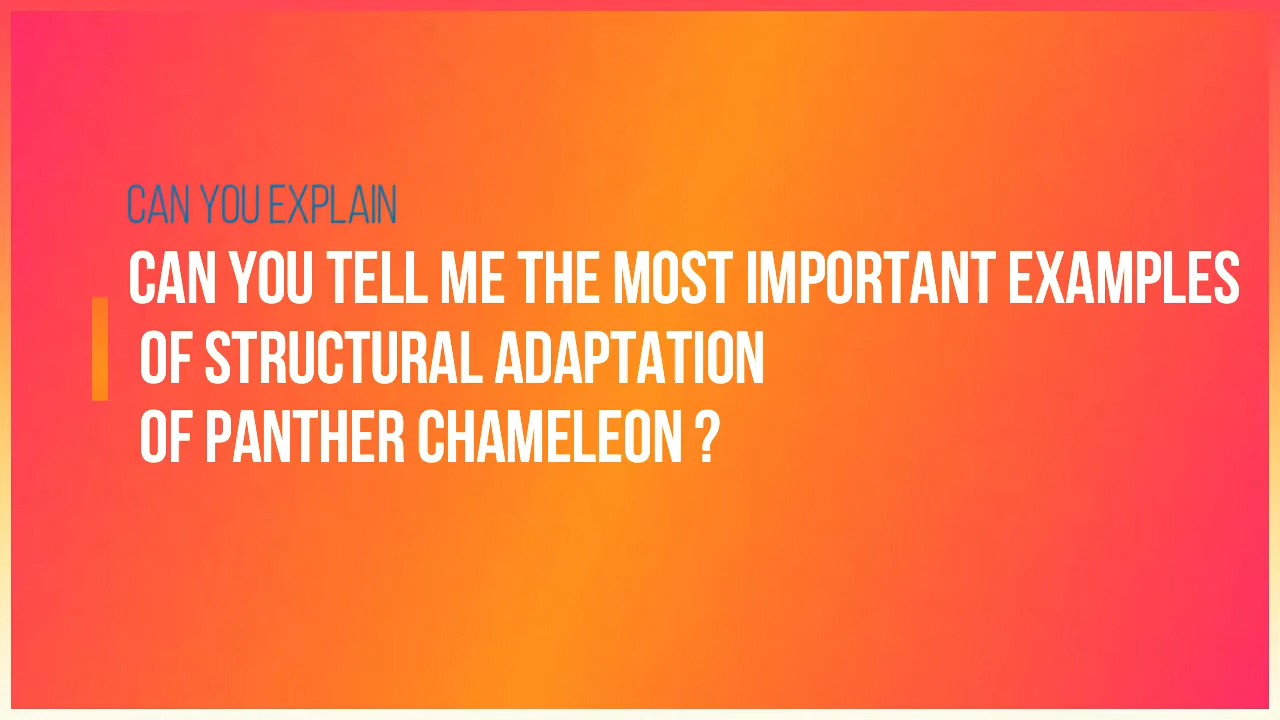 CAN YOU EXPLAIN
CAN YOU TELL ME THE MOST IMPORTANT EXAMPLES
OF STRUCTURAL ADAPTATION
OF PANTHER CHAMELEON ?